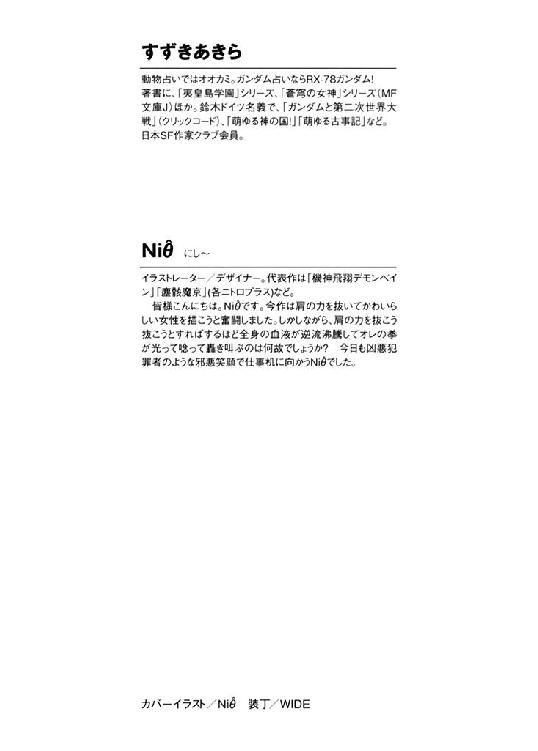 すずきあきら
動物占いではオオカミ。ガンダム占いならRX-78ガンダム!
著書に、「夷皇島学園」シリーズ、「蒼穹の女神」シリーズ(MF
文庫J)ほか。鈴木ドイツ名義で、「ガンダムと第二次世界大
戦」(クリックコード)、「萌ゆる神の国!」「萌ゆる古事記」など。
日本SF作家クラブ会員。
Niθ にし〜
イラストレーター/デザイナー。代表作は「機神飛翔デモンベイ
ン」「塵骸魔京」(各ニトロプラス)など。
皆様こんにちは。Niθです。今作は肩の力を抜いてかわいら
しい女性を描こうと奮闘しました。しかしながら、肩の力を抜こう
抜こうとすればするほど全身の血液が逆流沸騰してオレの拳
が光って唸って轟き叫ぶのは何故でしょうか? 今日も凶悪犯
罪者のような邪悪笑顔で仕事机に向かうNiθでした。
カバーイラスト/Niθ 装丁/WIDE